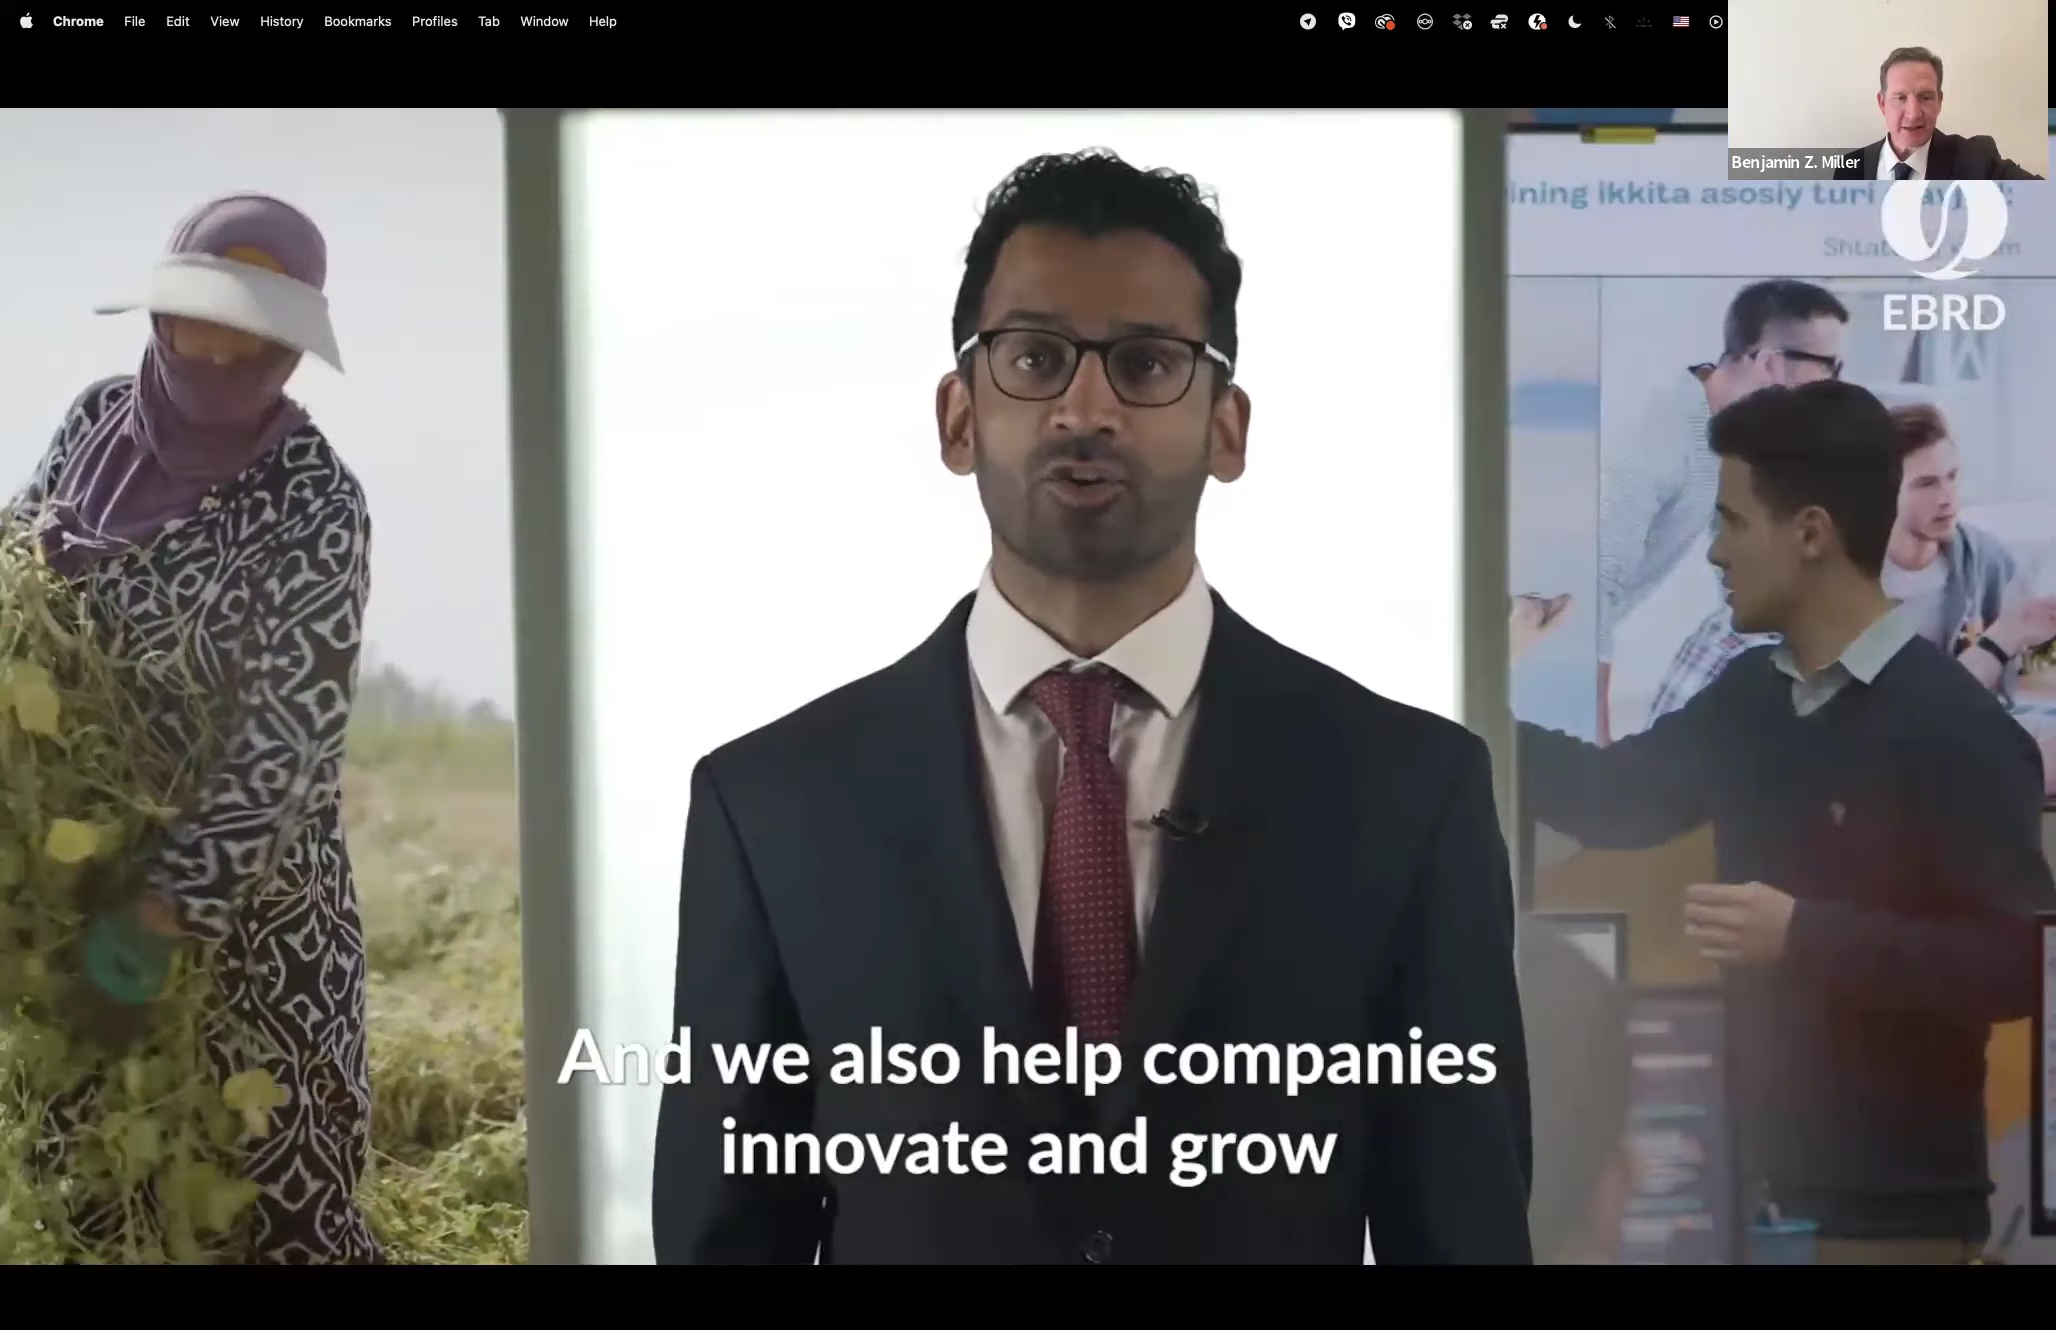 Chrome File Edit View History Bookmarks Profiles Tab Window Help
Benjamin Z. Miller
ining ikkita asosiy turi
EBRD
And we also help companies
innovate and grow